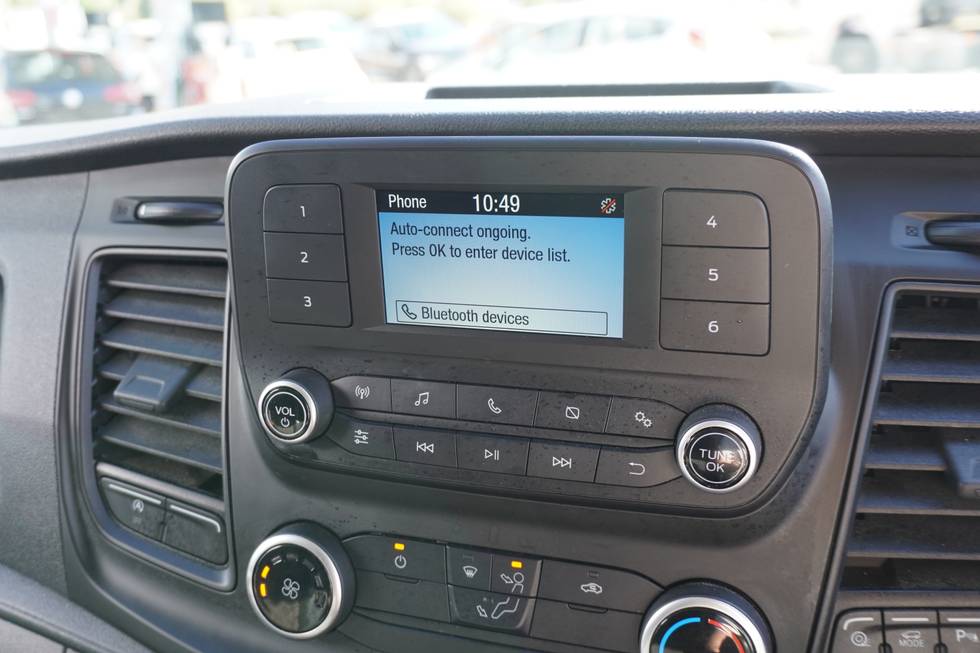 Phone 10:49
Auto-connect ongoing.
Press OK to enter device list.
Bluetooth devices
1
2
3
4
5
6
VOL
TUNE
OK
MODE
P